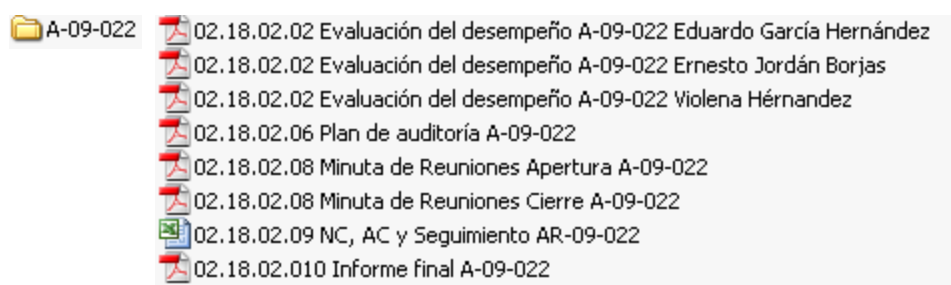 A-09-022
02.18.02.02 Evaluación del desempeño A-09-022 Eduardo García Hernández
02.18.02.02 Evaluación del desempeño A-09-022 Ernesto Jordán Borjas
02.18.02.02 Evaluación del desempeño A-09-022 Violena Hérnandez
02.18.02.06 Plan de auditoría A-09-022
02.18.02.08 Minuta de Reuniones Apertura A-09-022
02.18.02.08 Minuta de Reuniones Cierre A-09-022
02.18.02.09 NC, AC y Seguimiento AR-09-022
02.18.02.010 Informe final A-09-022